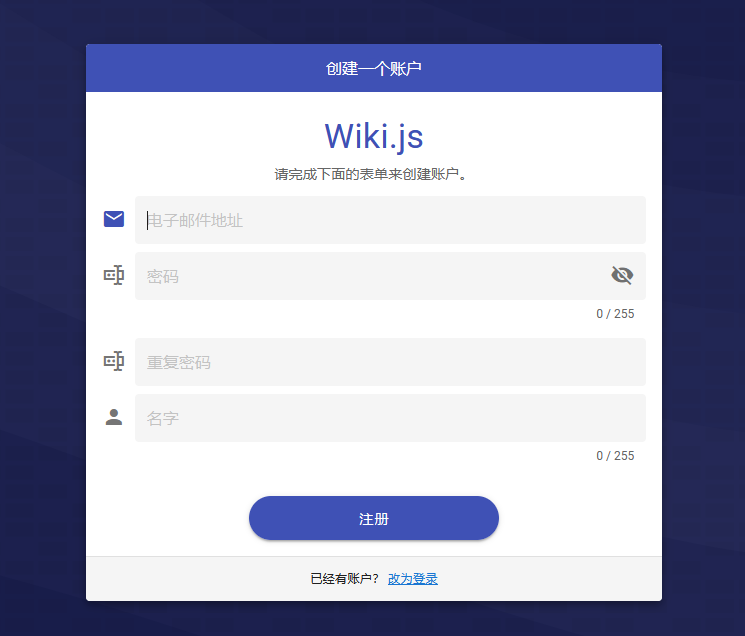 创建一个账户
Wiki.js
请完成下面的表单来创建账户。
电子邮件地址
密码
0 / 255
重复密码
名字
0 / 255
注册
已经有账户? 改为登录